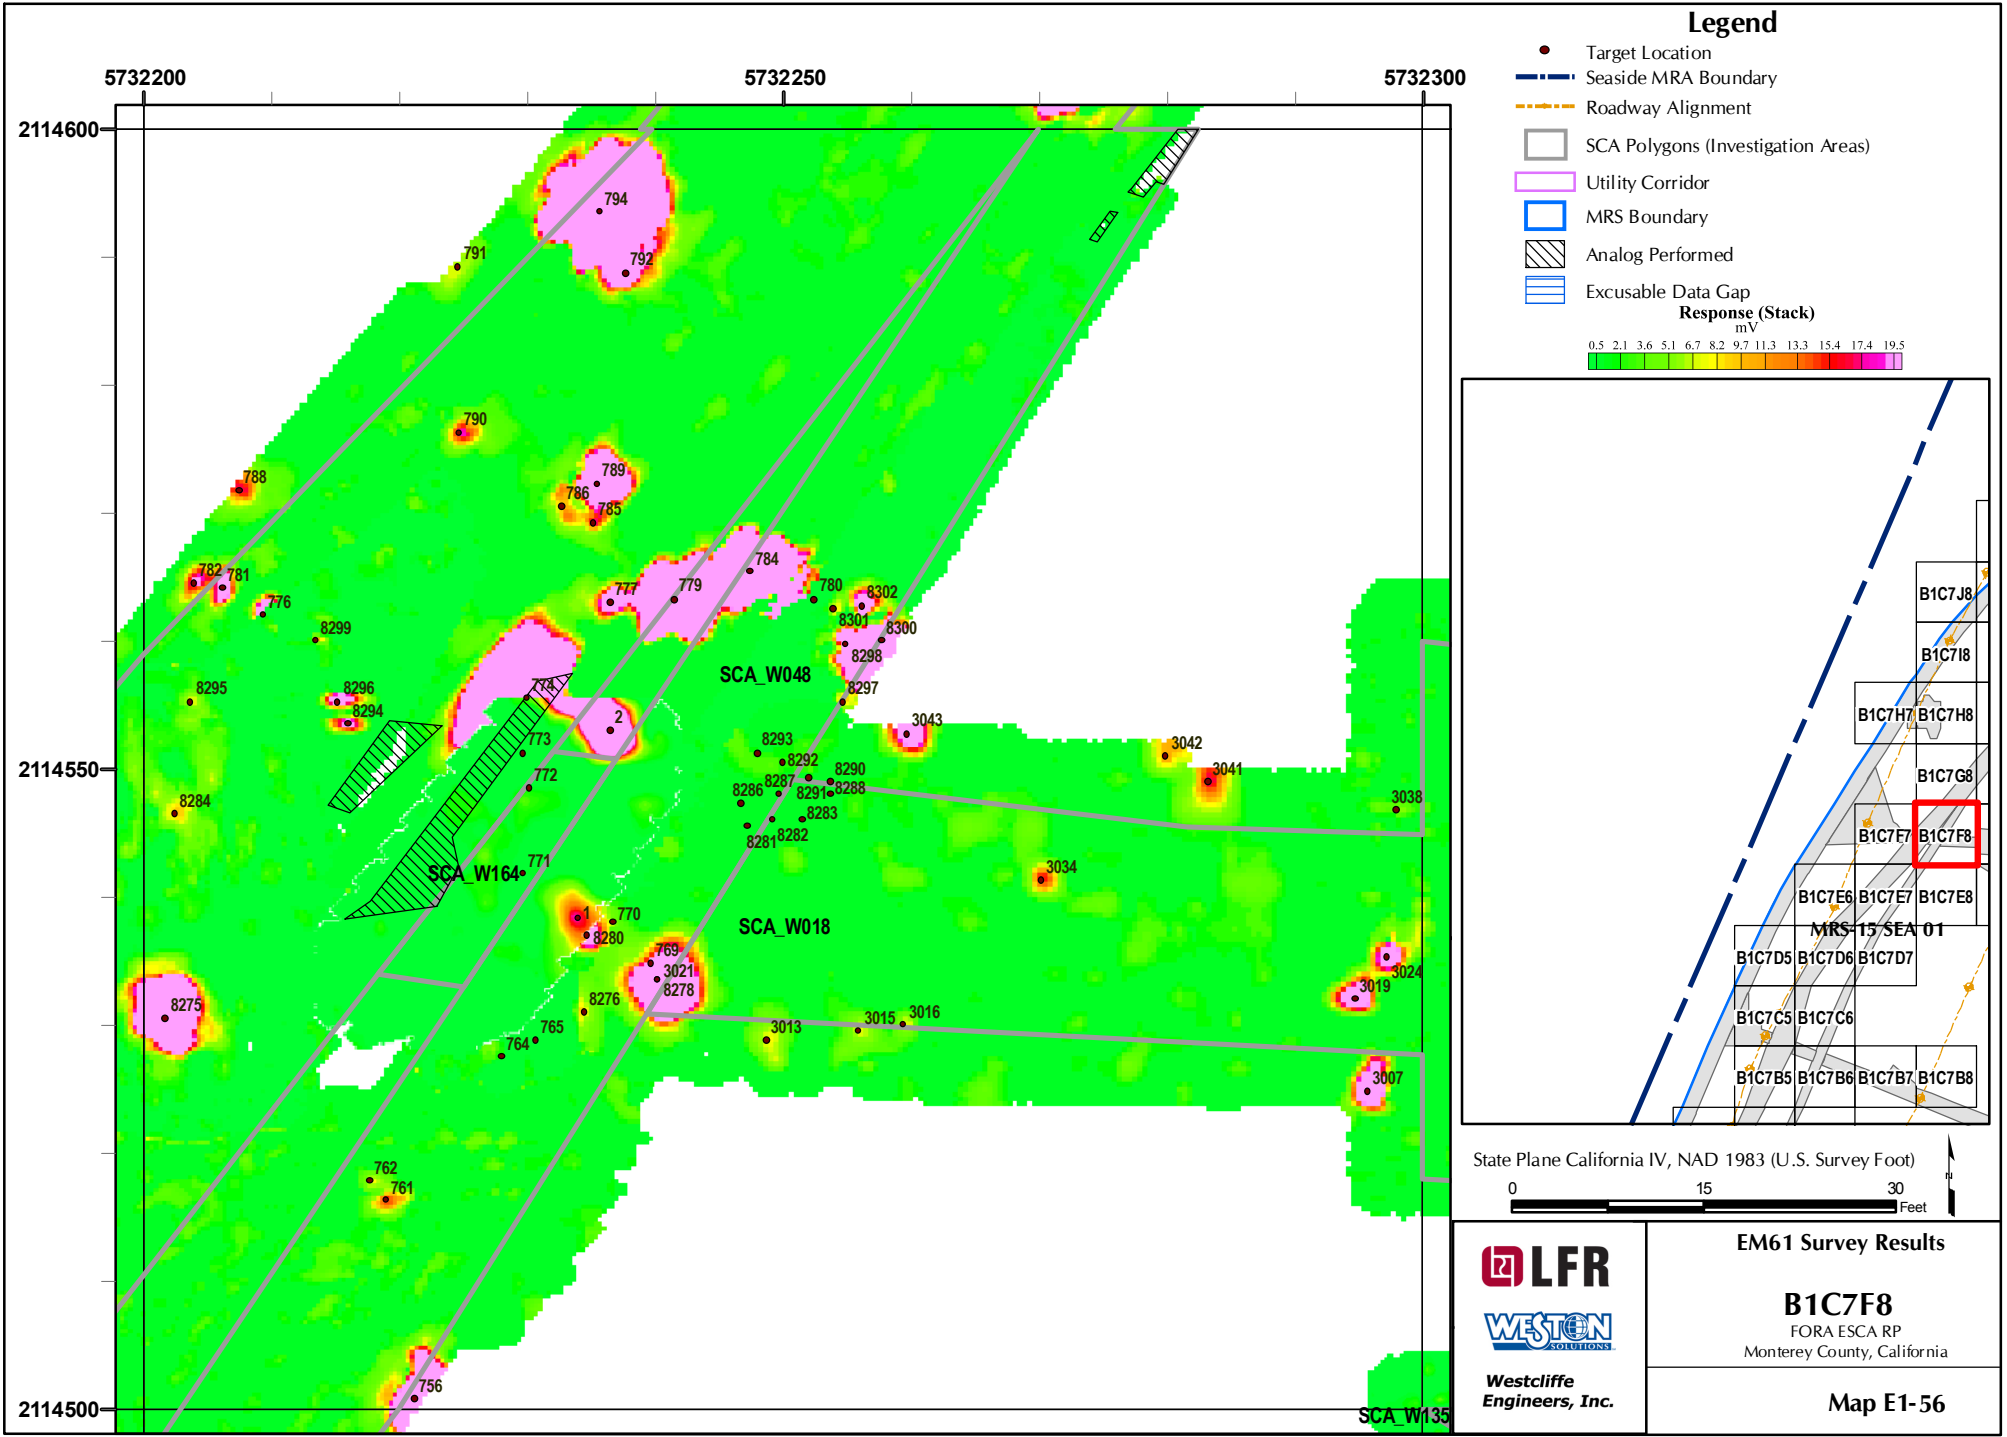 5732200
5732250
5732300
2114600
2114550
2114500
794
792
791
790
789
788
786
785
784
782
781
780
779
777
776
8302
8301
8300
8299
8298
8297
8296
8295
8294
774
SCA_W048
2
3043
773
772
8293
8292
8290
8287
8291
8288
8286
8283
8282
8281
8284
3042
3041
3038
771
SCA_W164
3034
1
770
8280
SCA_W018
769
3021
8278
8275
8276
765
764
3013
3015
3016
3024
3019
3007
762
761
756
SCA_W135
Legend
Target Location
Seaside MRA Boundary
Roadway Alignment
SCA Polygons (Investigation Areas)
Utility Corridor
MRS Boundary
Analog Performed
Excusable Data Gap
Response (Stack)
mV
0.5 2.1 3.6 5.1 6.7 8.2 9.7 11.3 13.3 15.4 17.4 19.5
B1C7J8
B1C7I8
B1C7H7 B1C7H8
B1C7G8
B1C7F7 B1C7F8
B1C7E6 B1C7E7 B1C7E8
MRS-15 SEA 01
B1C7D5 B1C7D6 B1C7D7
B1C7C5 B1C7C6
B1C7B5 B1C7B6 B1C7B7 B1C7B8
State Plane California IV, NAD 1983 (U.S. Survey Foot)
0 15 30
Feet
N
LFR
WESTON
SOLUTIONS
Westcliffe
Engineers, Inc.
EM61 Survey Results
B1C7F8
FORA ESCA RP
Monterey County, California
Map E1-56